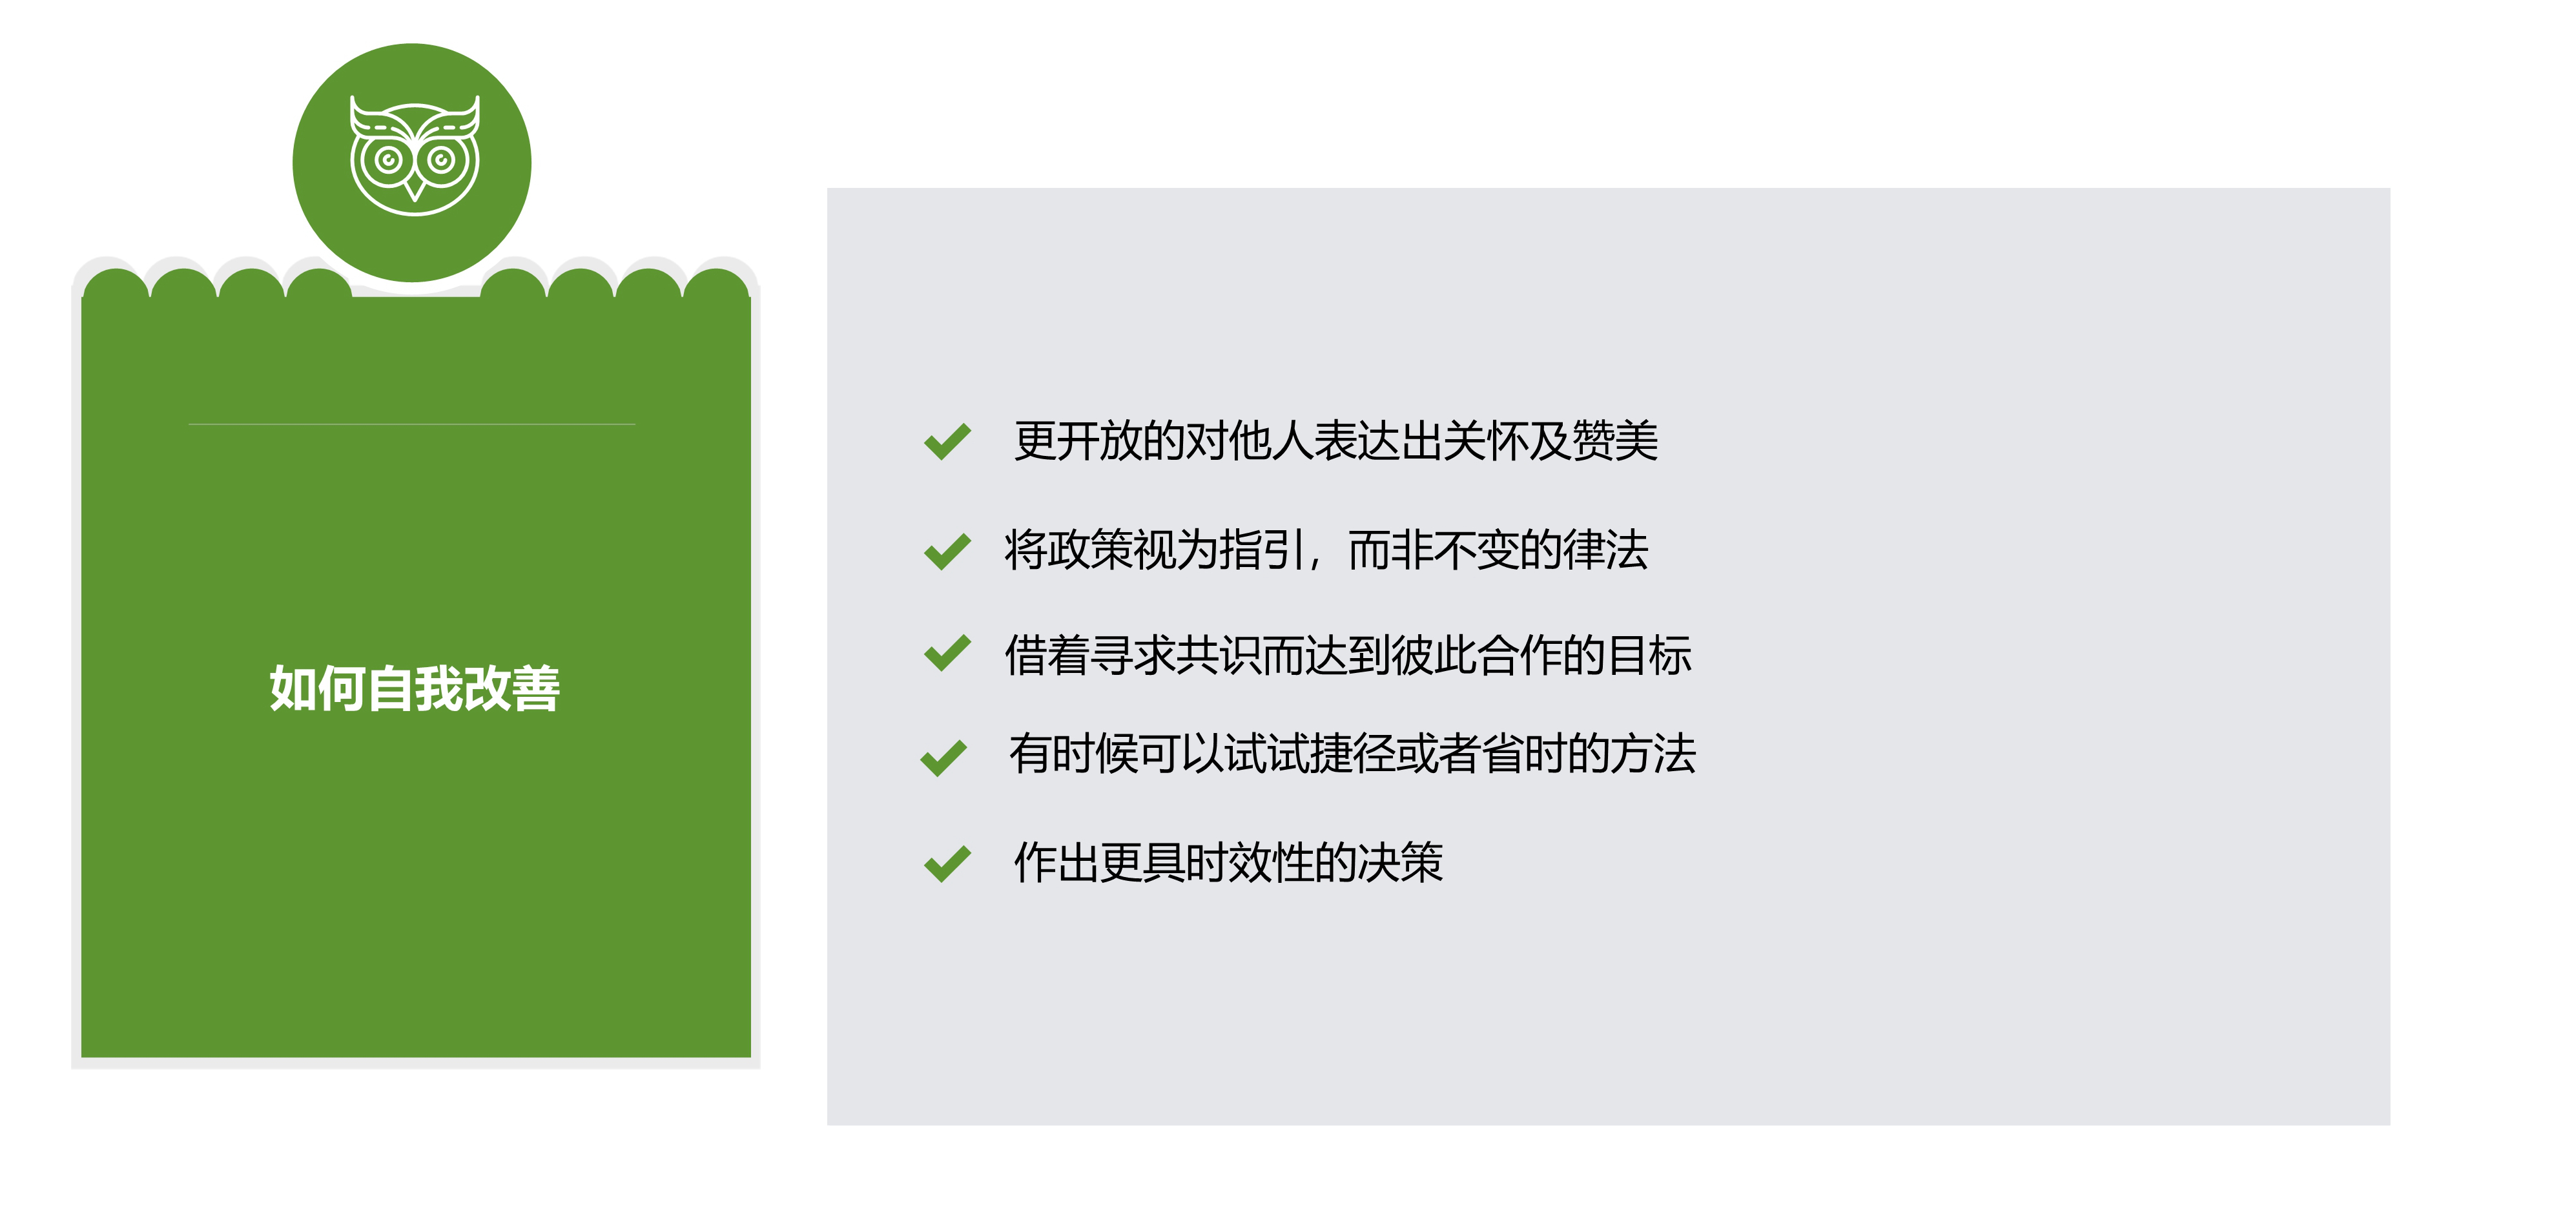 如何自我改善
更开放的对他人表达出关怀及赞美
将政策视为指引，而非不变的律法
借着寻求共识而达到彼此合作的目标
有时候可以试试捷径或者省时的方法
作出更具时效性的决策